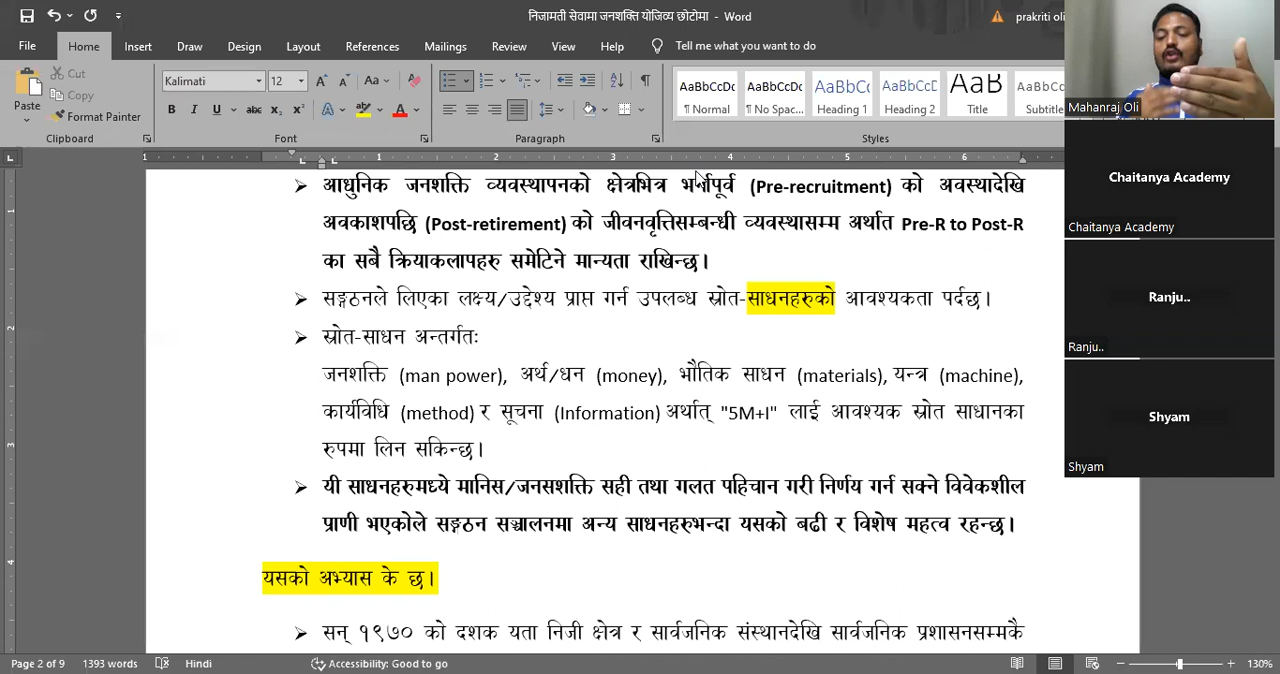 निजामती सेवामा जनशक्ति योजिव्य छोटोमा - Word
prakriti oli
File Home Insert Draw Design Layout References Mailings Review View Help Tell me what you want to do
Paste Cut Copy Format Painter
Kalimati 12
AaBbCcDc AaBbCcDc AaBbCcD AaBbCcD AaB AaBbCcD
¶ Normal ¶ No Spac... Heading 1 Heading 2 Title Subtitle
Clipboard Font Paragraph Styles
आधुनिक जनशक्ति व्यवस्थापनको क्षेत्रभित्र भर्नापूर्व (Pre-recruitment) को अवस्थादेखि
अवकाशपछि (Post-retirement) को जीवनवृत्तिसम्बन्धी व्यवस्थासम्म अर्थात Pre-R to Post-R
का सबै क्रियाकलापहरु समेटिने मान्यता राखिन्छ।
सङ्गठनले लिएका लक्ष्य/उद्देश्य प्राप्त गर्न उपलब्ध स्रोत-साधनहरुको आवश्यकता पर्दछ।
स्रोत-साधन अन्तर्गतः
जनशक्ति (man power), अर्थ/धन (money), भौतिक साधन (materials), यन्त्र (machine),
कार्यविधि (method) र सूचना (Information) अर्थात् "5M+I" लाई आवश्यक स्रोत साधानका
रुपमा लिन सकिन्छ।
यी साधनहरुमध्ये मानिस/जनसशक्ति सही तथा गलत पहिचान गरी निर्णय गर्न सक्ने विवेकशील
प्राणी भएकोले सङ्गठन सञ्चालनमा अन्य साधनहरुभन्दा यसको बढी र विशेष महत्व रहन्छ।
यसको अभ्यास के छ।
सन् १९७० को दशक यता निजी क्षेत्र र सार्वजनिक संस्थानदेखि सार्वजनिक प्रशासनसम्मकै
Page 2 of 9 1393 words Hindi Accessibility: Good to go 130%
Mahanraj Oli
Chaitanya Academy
Chaitanya Academy
Ranju..
Ranju..
Shyam
Shyam